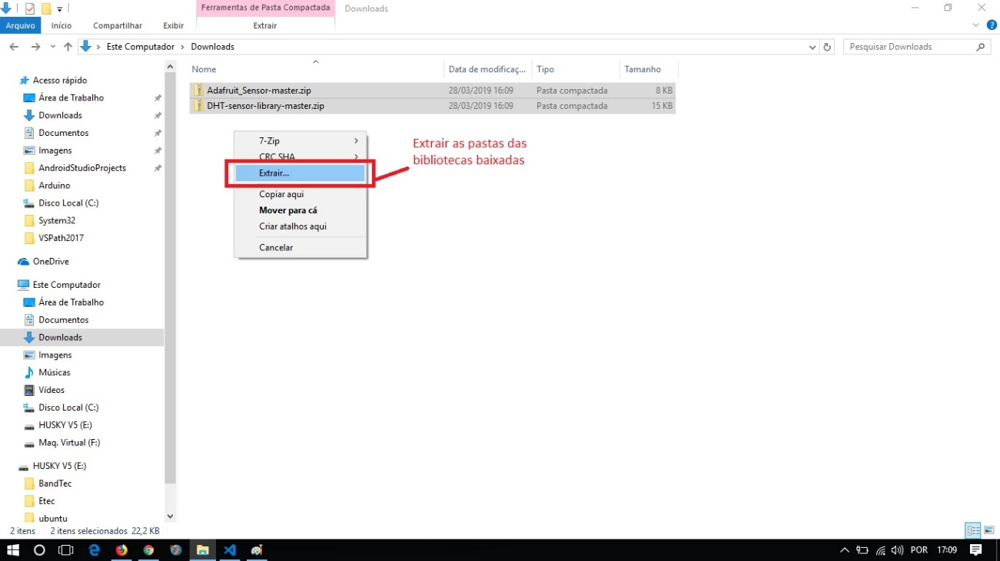 Ferramentas de Pasta Compactada
Downloads
Arquivo
Início
Compartilhar
Exibir
Extrair
Este Computador
Downloads
Pesquisar Downloads
Nome
Data de modificaç...
Tipo
Tamanho
Adafruit_Sensor-master.zip
28/03/2019 16:09
Pasta compactada
8 KB
DHT-sensor-library-master.zip
28/03/2019 16:09
Pasta compactada
15 KB
Acesso rápido
Área de Trabalho
Downloads
Documentos
Imagens
AndroidStudioProjects
Arduino
Disco Local (C:)
System32
VSPath2017
OneDrive
Este Computador
Área de Trabalho
Documentos
Downloads
Imagens
Músicas
Vídeos
Disco Local (C:)
HUSKY V5 (E:)
Maq. Virtual (F:)
HUSKY V5 (E:)
BandTec
Etec
ubuntu
7-Zip
CRC SHA
Extrair...
Copiar aqui
Mover para cá
Criar atalhos aqui
Cancelar
Extrair as pastas das
bibliotecas baixadas
2 itens
2 itens selecionados 22,2 KB
POR
17:09